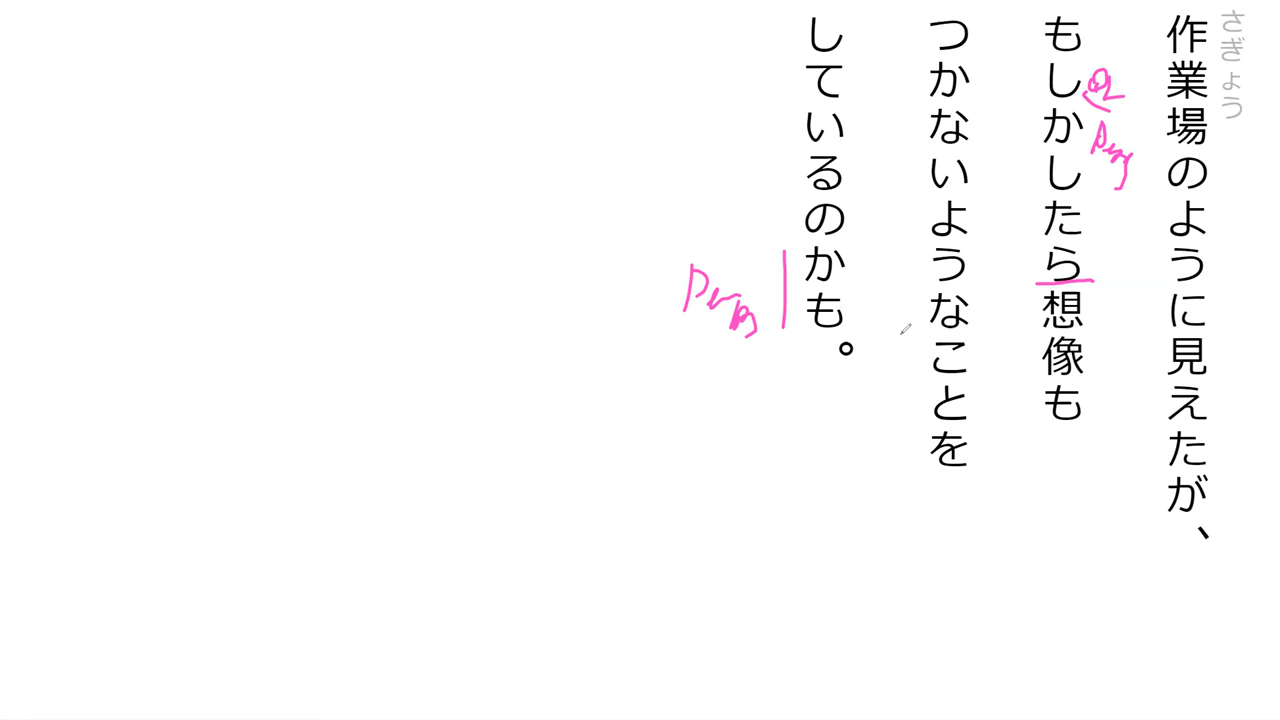 さぎょう
作業場のように見えたが、
もしかしたら想像も
つかないようなことを
しているのかも。